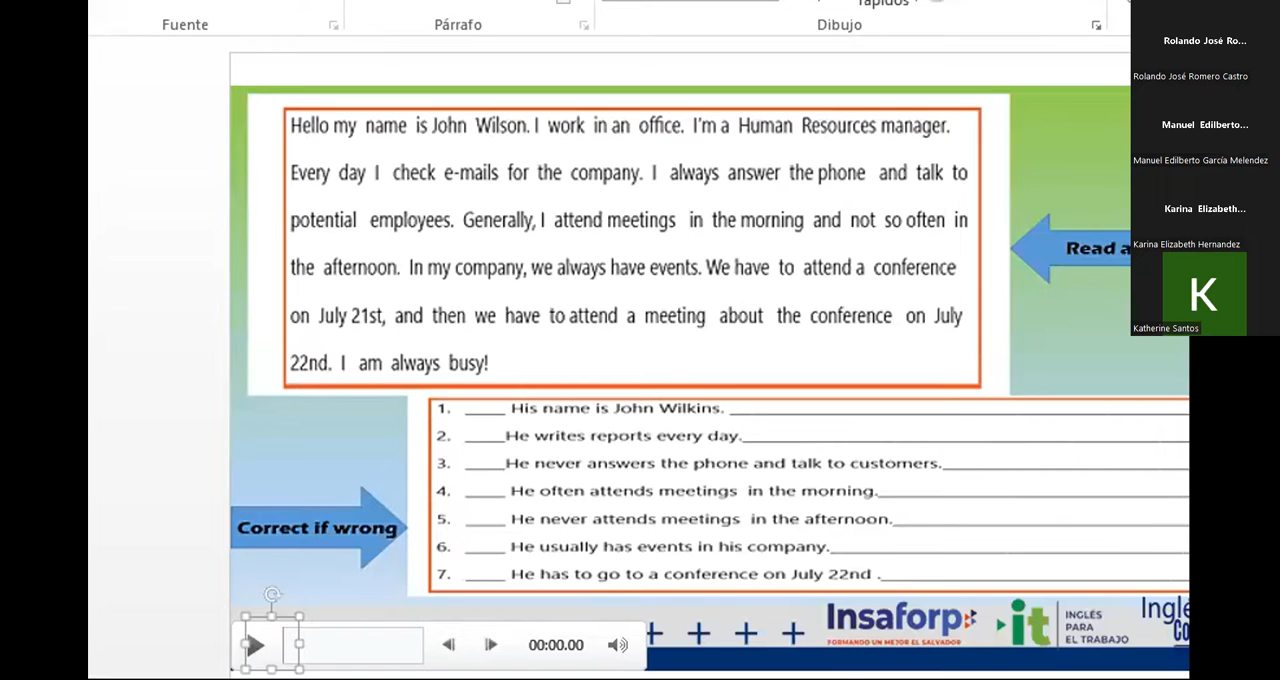 rápidos
Fuente
Párrafo
Dibujo
Rolando José Ro...
Rolando José Romero Castro
Manuel Edilberto...
Manuel Edilberto García Melendez
Karina Elizabeth...
Karina Elizabeth Hernandez
K
Katherine Santos
Hello my name is John Wilson. I work in an office. I'm a Human Resources manager.
Every day I check e-mails for the company. I always answer the phone and talk to
potential employees. Generally, I attend meetings in the morning and not so often in
the afternoon. In my company, we always have events. We have to attend a conference
on July 21st, and then we have to attend a meeting about the conference on July
22nd. I am always busy!
Read a
Correct if wrong
1. _____ His name is John Wilkins. ____________________
2. _____He writes reports every day.____________________
3. _____He never answers the phone and talk to customers.____________________
4. _____ He often attends meetings in the morning.____________________
5. _____ He never attends meetings in the afternoon.____________________
6. _____ He usually has events in his company.____________________
7. _____ He has to go to a conference on July 22nd .____________________
00:00.00
Insaforp
FORMANDO UN MEJOR EL SALVADOR
it
INGLÉS
PARA
EL TRABAJO